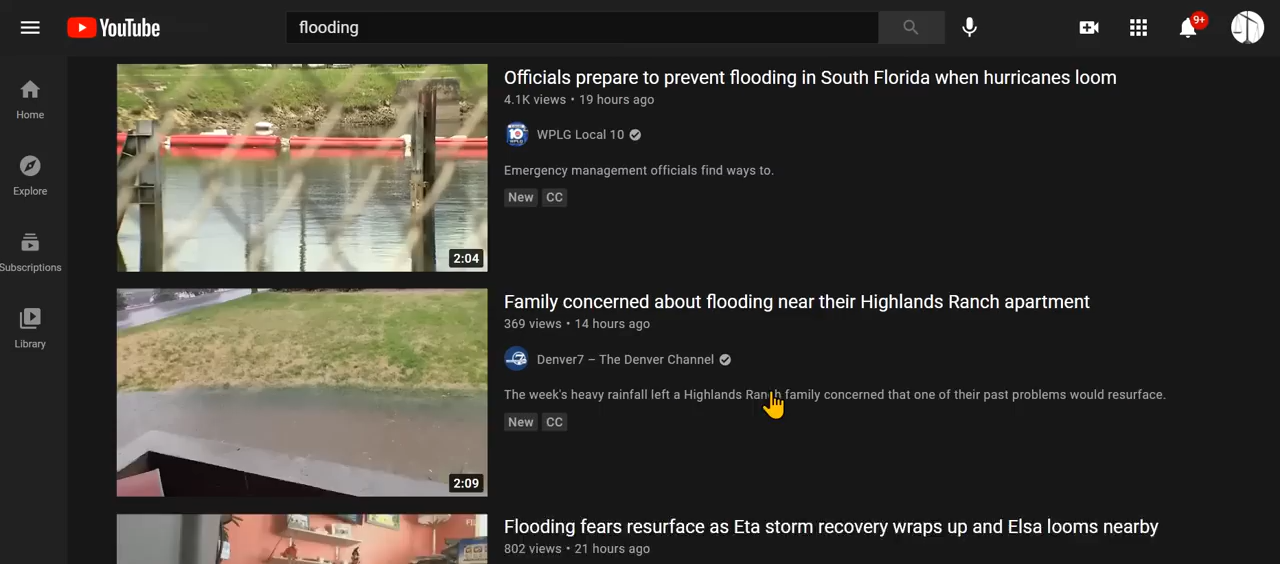 YouTube
flooding
9+
Home
Explore
Subscriptions
Library
Officials prepare to prevent flooding in South Florida when hurricanes loom
4.1K views • 19 hours ago
WPLG Local 10
Emergency management officials find ways to.
New CC
2:04
Family concerned about flooding near their Highlands Ranch apartment
369 views • 14 hours ago
Denver7 – The Denver Channel
The week's heavy rainfall left a Highlands Ranch family concerned that one of their past problems would resurface.
New CC
2:09
Flooding fears resurface as Eta storm recovery wraps up and Elsa looms nearby
802 views • 21 hours ago